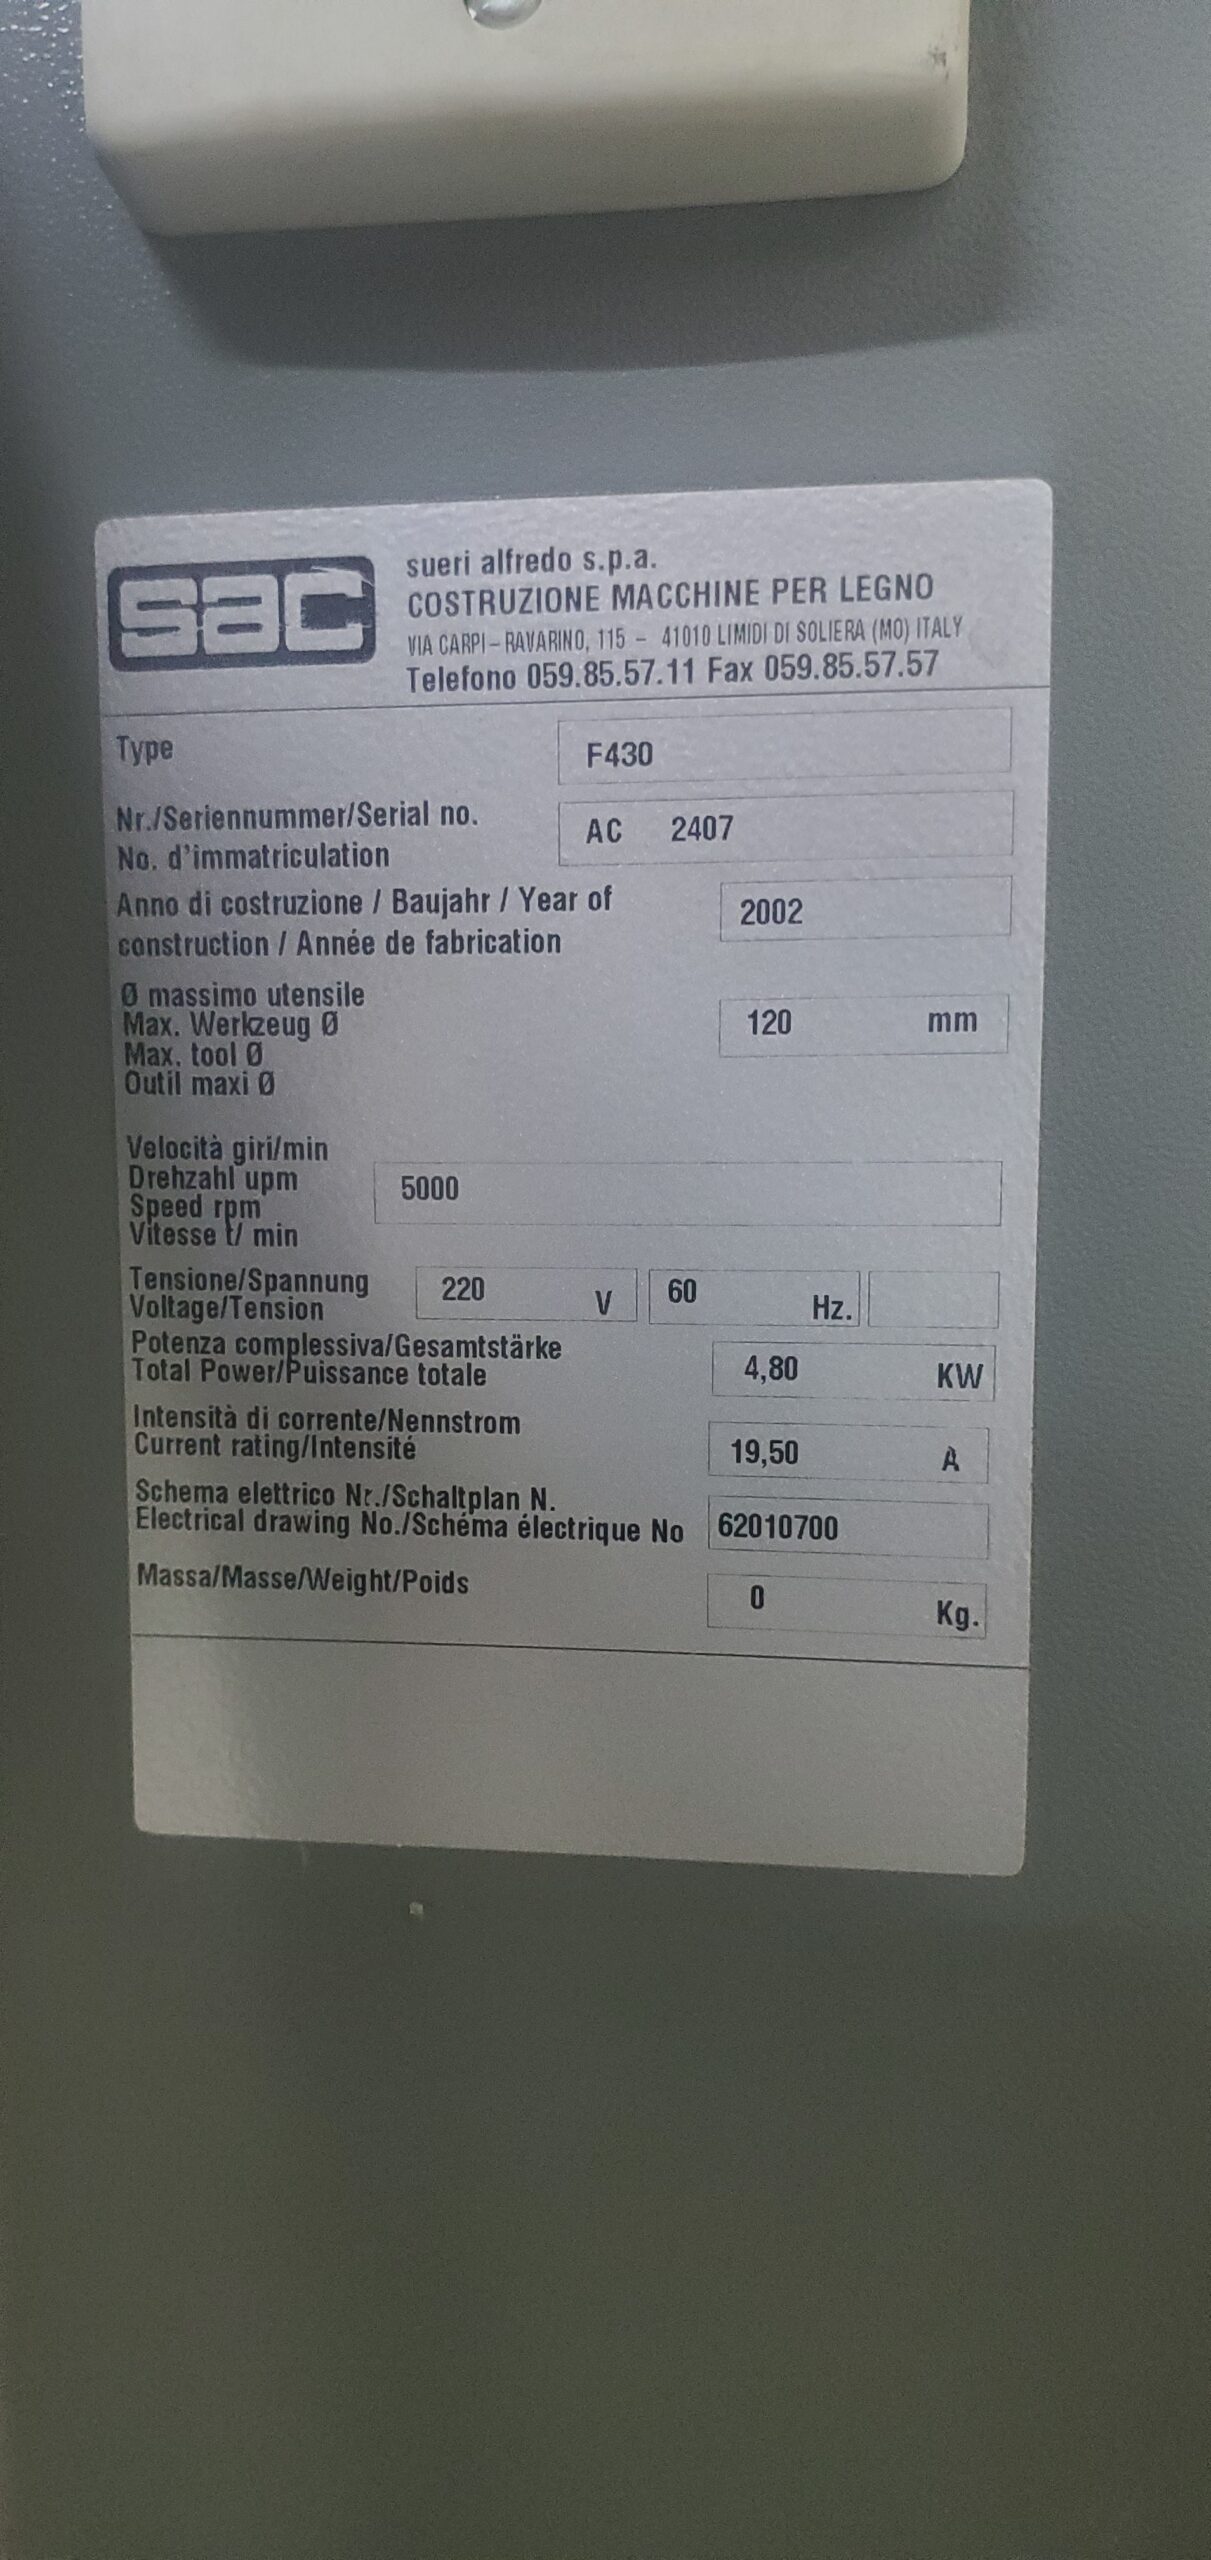 sac
sueri alfredo s.p.a.
COSTRUZIONE MACCHINE PER LEGNO
VIA CARPI – RAVARINO, 115 – 41010 LIMIDI DI SOLIERA (MO) ITALY
Telefono 059.85.57.11 Fax 059.85.57.57
Type F430
Nr./Seriennummer/Serial no. AC 2407
No. d'immatriculation
Anno di costruzione / Baujahr / Year of 2002
construction / Année de fabrication
Ø massimo utensile
Max. Werkzeug Ø 120 mm
Max. tool Ø
Outil maxi Ø
Velocità giri/min
Drehzahl upm 5000
Speed rpm
Vitesse t/ min
Tensione/Spannung 220 V 60 Hz.
Voltage/Tension
Potenza complessiva/Gesamtstärke
Total Power/Puissance totale 4,80 KW
Intensità di corrente/Nennstrom
Current rating/Intensité 19,50 A
Schema elettrico Nr./Schaltplan N.
Electrical drawing No./Schéma électrique No 62010700
Massa/Masse/Weight/Poids 0 Kg.